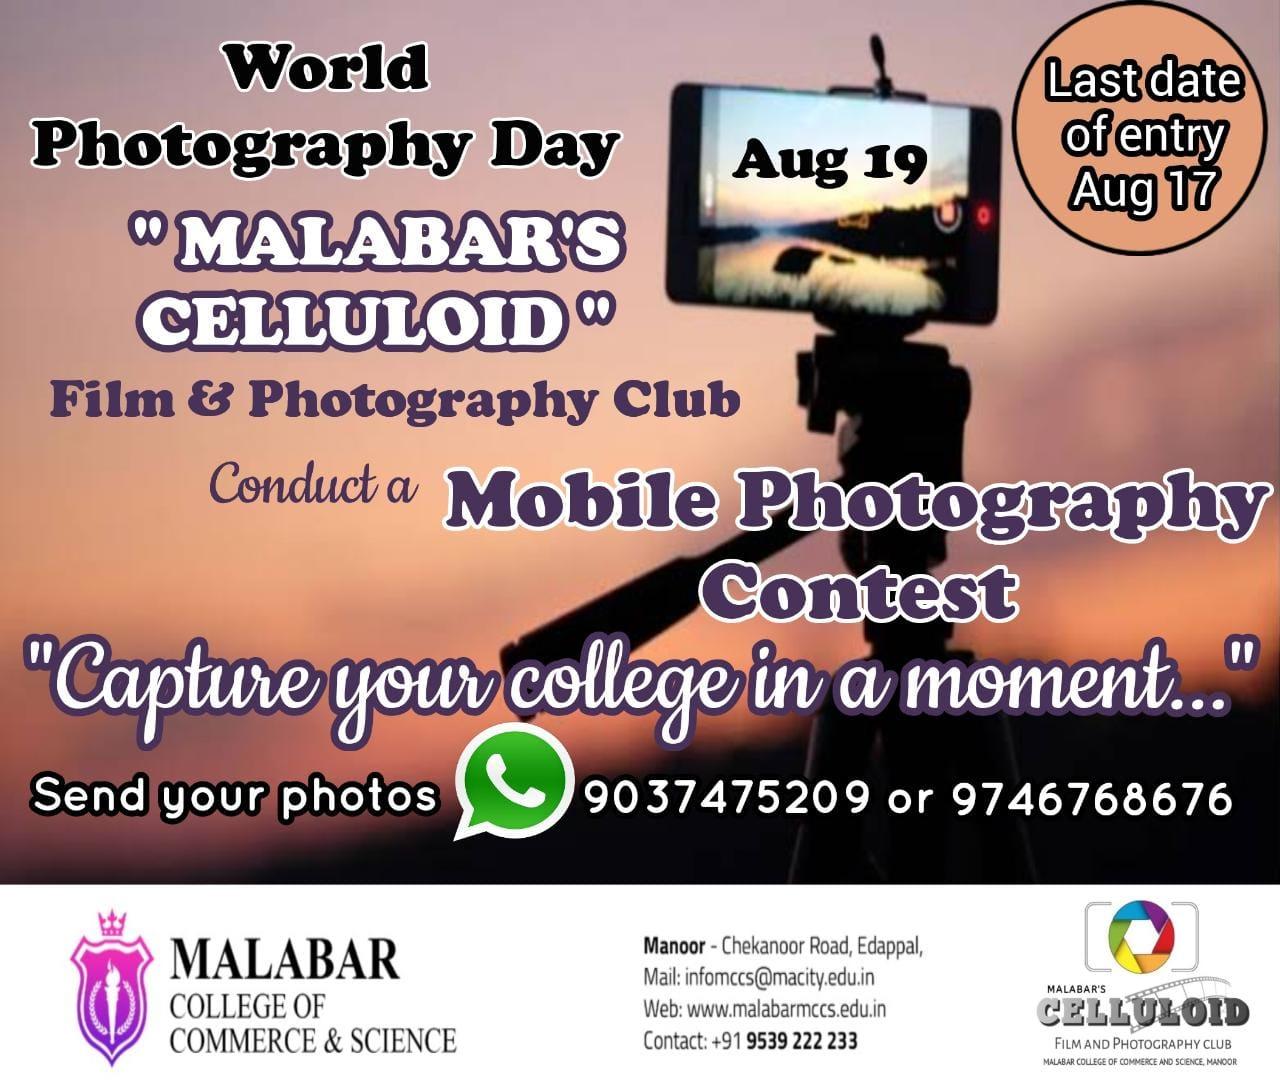 World
Photography Day
Aug 19
Last date
of entry
Aug 17
" MALABAR'S
CELLULOID "
Film & Photography Club
Conduct a Mobile Photography
Contest
"Capture your college in a moment..."
Send your photos 9037475209 or 9746768676
MALABAR
COLLEGE OF
COMMERCE & SCIENCE
Manoor - Chekanoor Road, Edappal,
Mail: infomccs@macity.edu.in
Web: www.malabarmccs.edu.in
Contact: +91 9539 222 233
MALABAR'S
CELLULOID
FILM AND PHOTOGRAPHY CLUB
MALABAR COLLEGE OF COMMERCE AND SCIENCE, MANOOR